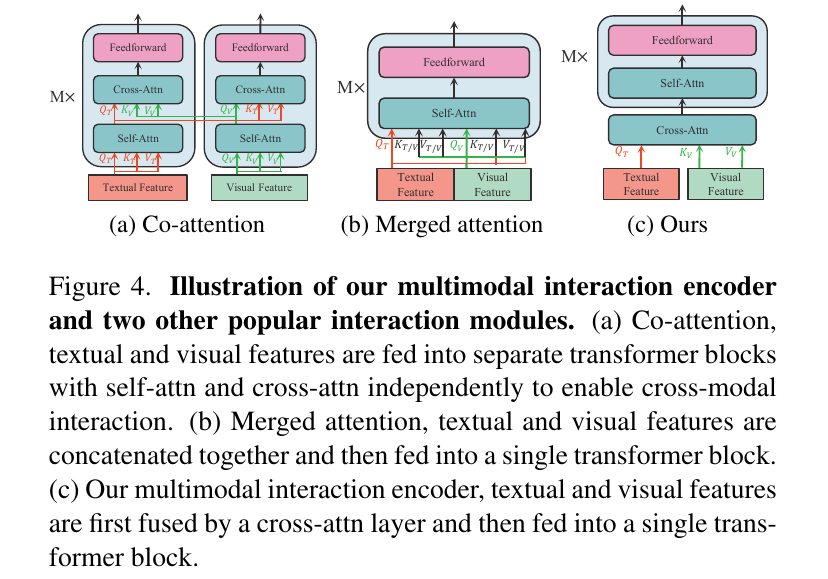 Feedforward
Feedforward
Cross-Attn
Cross-Attn
M×
Q_T K_V V_V
Q_V K_T V_T
Self-Attn
Self-Attn
Q_T K_T V_T
Q_V K_V V_V
Textual Feature
Visual Feature
(a) Co-attention
Feedforward
M×
Self-Attn
Q_T K_T/V V_T/V Q_V K_T/V V_T/V
Textual
Feature
Visual
Feature
(b) Merged attention
Feedforward
M×
Self-Attn
Cross-Attn
Q_T K_V V_V
Textual
Feature
Visual
Feature
(c) Ours
Figure 4. Illustration of our multimodal interaction encoder
and two other popular interaction modules. (a) Co-attention,
textual and visual features are fed into separate transformer blocks
with self-attn and cross-attn independently to enable cross-modal
interaction. (b) Merged attention, textual and visual features are
concatenated together and then fed into a single transformer block.
(c) Our multimodal interaction encoder, textual and visual features
are first fused by a cross-attn layer and then fed into a single trans-
former block.